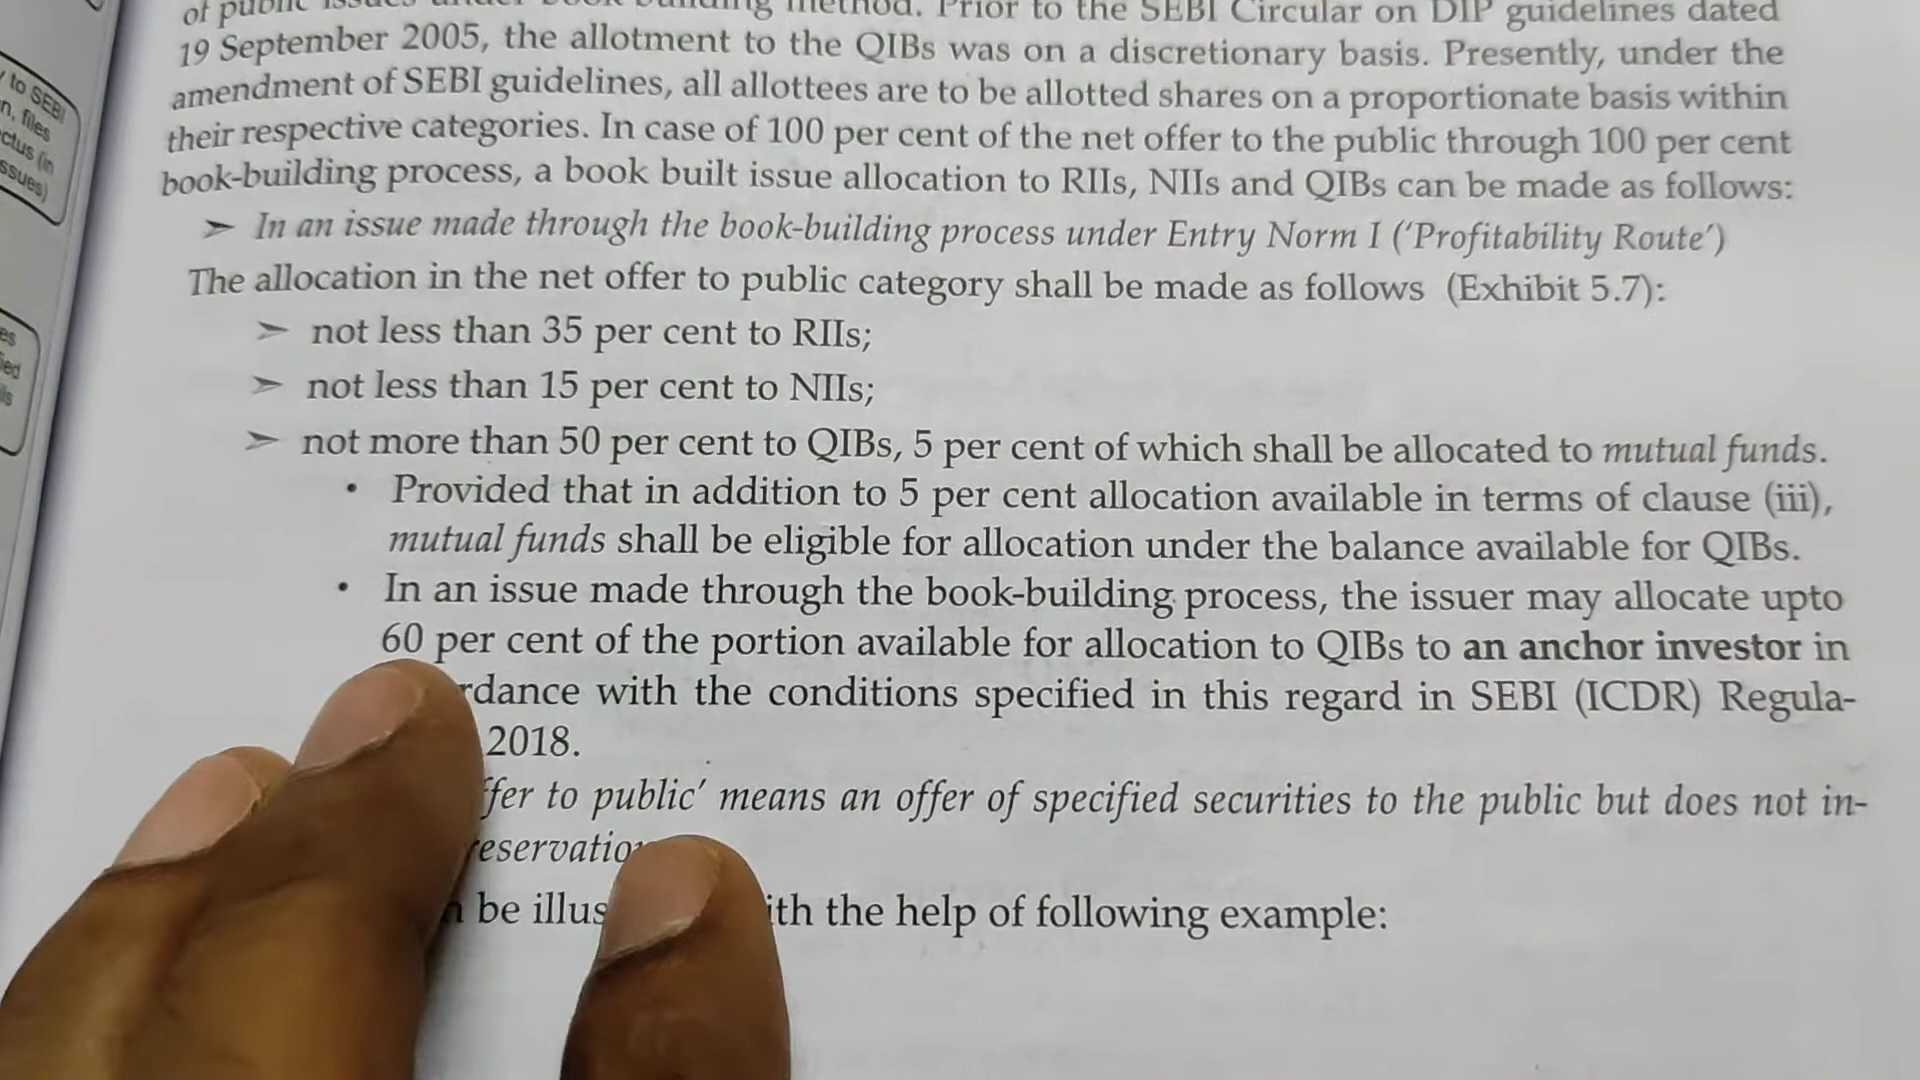 of public issues under book building method. Prior to the SEBI Circular on DIP guidelines dated
19 September 2005, the allotment to the QIBs was on a discretionary basis. Presently, under the
amendment of SEBI guidelines, all allottees are to be allotted shares on a proportionate basis within
their respective categories. In case of 100 per cent of the net offer to the public through 100 per cent
book-building process, a book built issue allocation to RIIs, NIIs and QIBs can be made as follows:
➢ In an issue made through the book-building process under Entry Norm I ('Profitability Route')
The allocation in the net offer to public category shall be made as follows (Exhibit 5.7):
➢ not less than 35 per cent to RIIs;
➢ not less than 15 per cent to NIIs;
➢ not more than 50 per cent to QIBs, 5 per cent of which shall be allocated to mutual funds.
• Provided that in addition to 5 per cent allocation available in terms of clause (iii),
mutual funds shall be eligible for allocation under the balance available for QIBs.
• In an issue made through the book-building process, the issuer may allocate upto
60 per cent of the portion available for allocation to QIBs to an anchor investor in
rdance with the conditions specified in this regard in SEBI (ICDR) Regula-
2018.
fer to public' means an offer of specified securities to the public but does not in-
eservation
be illus ith the help of following example:
to SEBI
n, files
ctus (in
ssues)
es
ied
ils